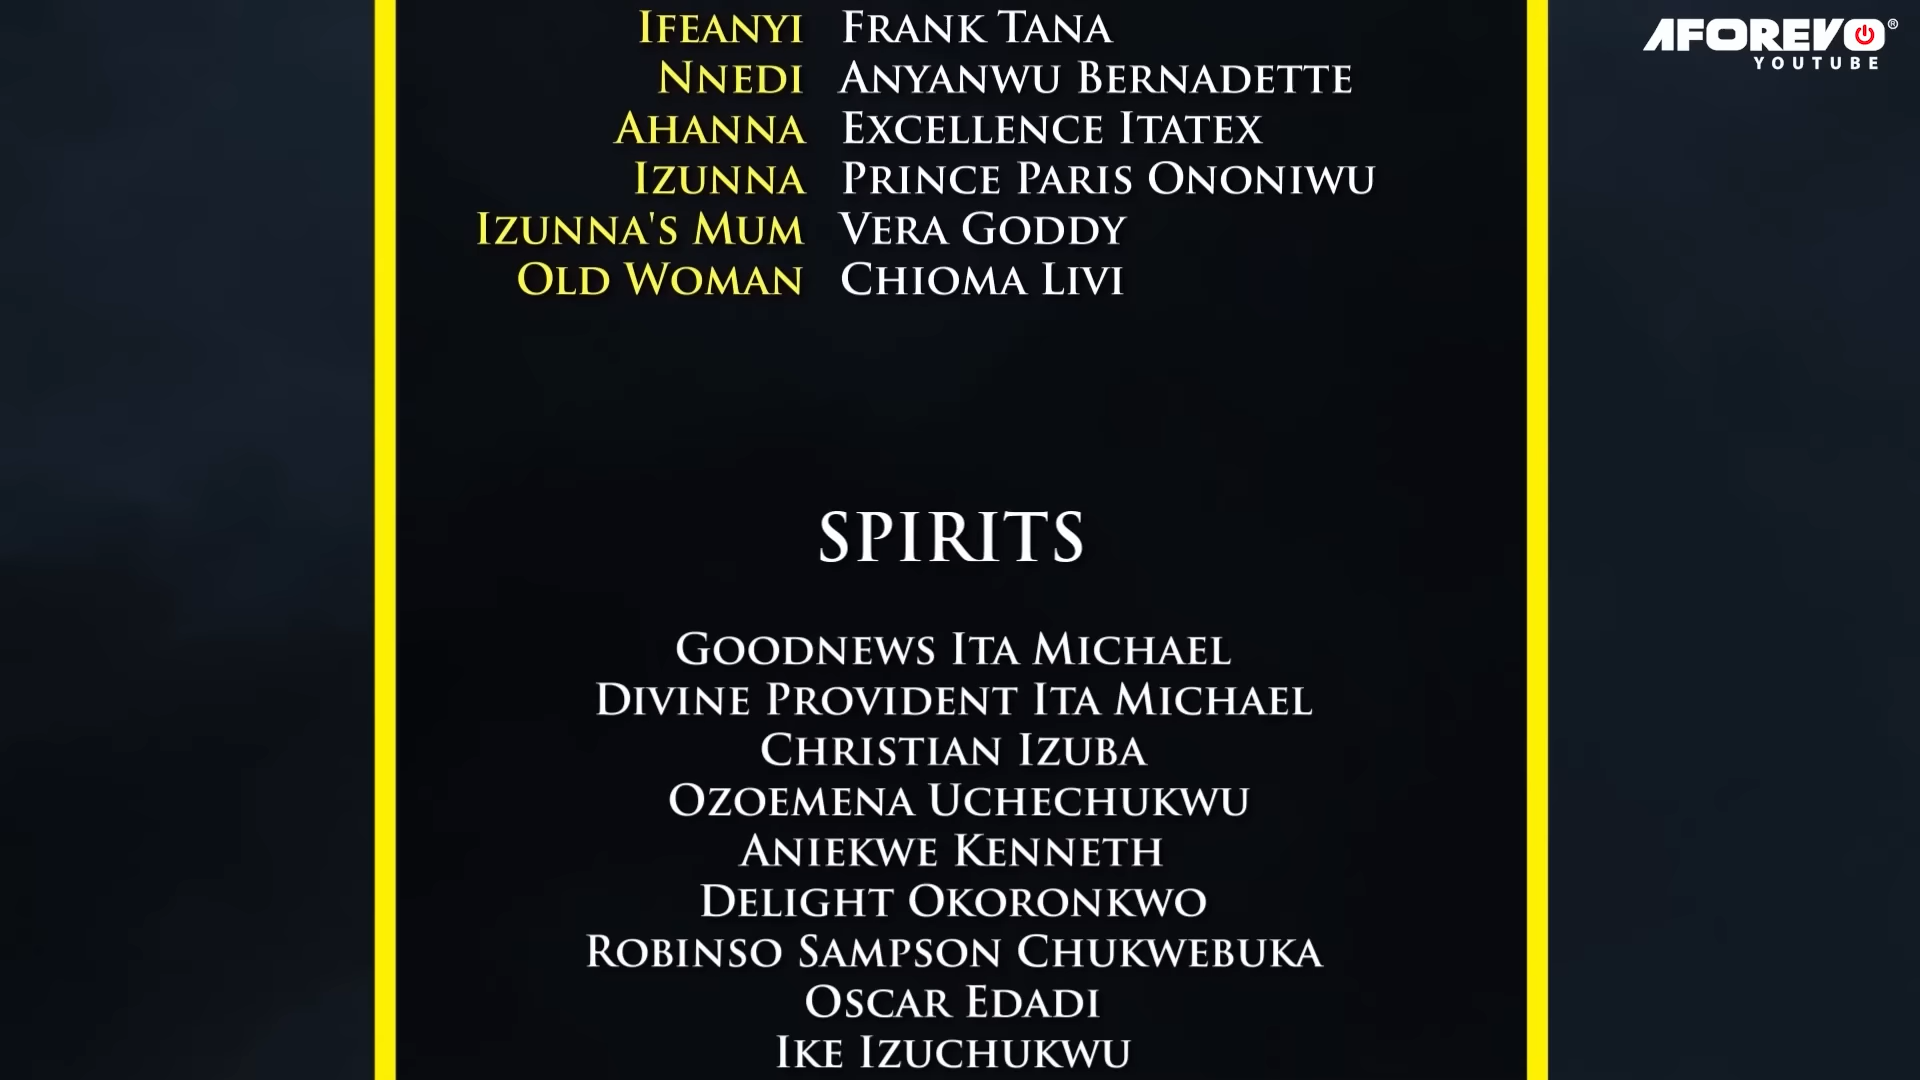 Ifeanyi Frank Tana
Nnedi Anyanwu Bernadette
Ahanna Excellence Itatex
Izunna Prince Paris Ononiwu
Izunna's Mum Vera Goddy
Old Woman Chioma Livi
SPIRITS
Goodnews Ita Michael
Divine Provident Ita Michael
Christian Izuba
Ozoemena Uchechukwu
Aniekwe Kenneth
Delight Okoronkwo
Robinso Sampson Chukwebuka
Oscar Edadi
Ike Izuchukwu
AFOREVO®
YOUTUBE